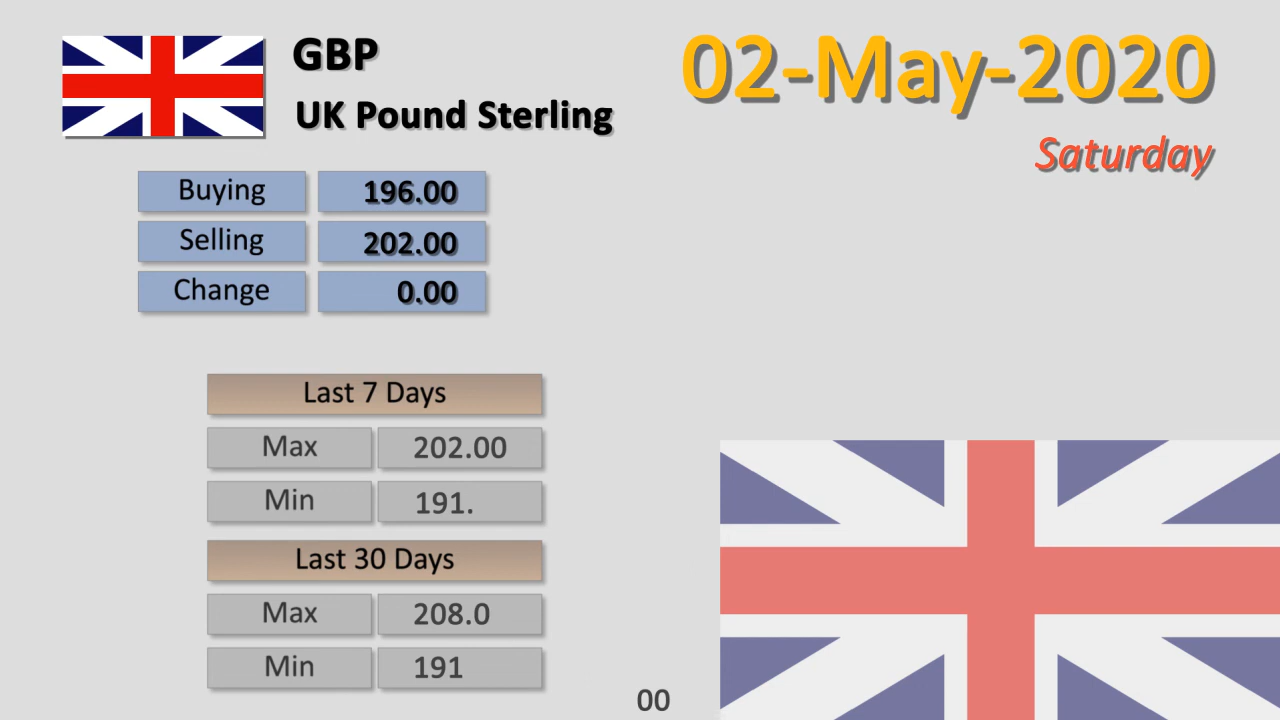 GBP
UK Pound Sterling
02-May-2020
Saturday
Buying 196.00
Selling 202.00
Change 0.00
Last 7 Days
Max 202.00
Min 191.
Last 30 Days
Max 208.0
Min 191
00